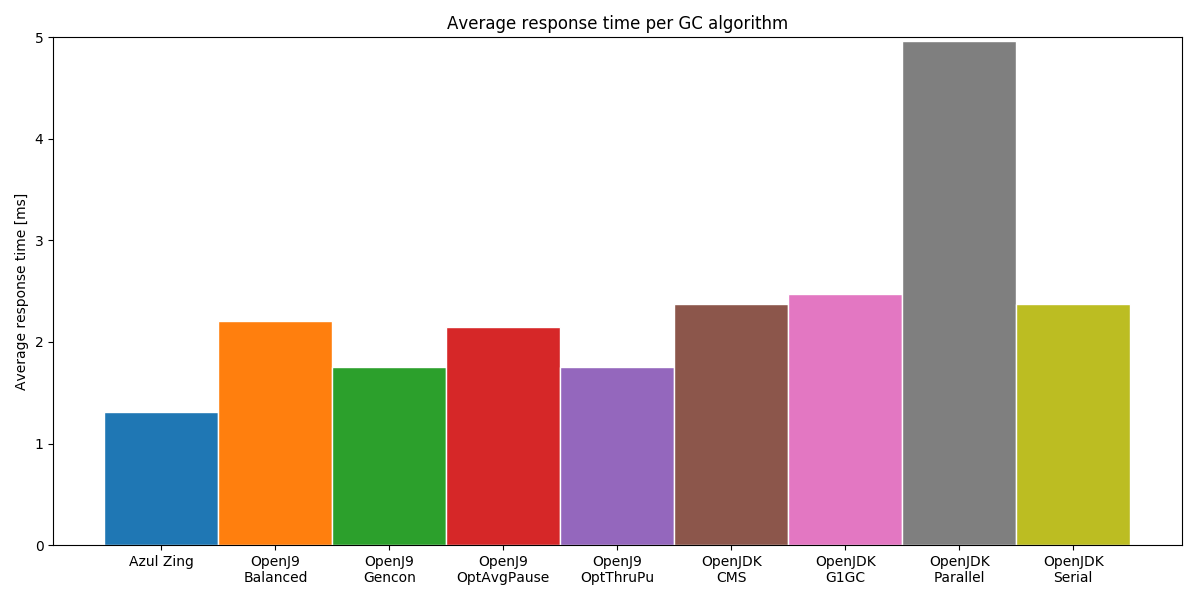 Average response time per GC algorithm
Average response time [ms]
5
4
3
2
1
0
Azul Zing
OpenJ9
Balanced
OpenJ9
Gencon
OpenJ9
OptAvgPause
OpenJ9
OptThruPu
OpenJDK
CMS
OpenJDK
G1GC
OpenJDK
Parallel
OpenJDK
Serial